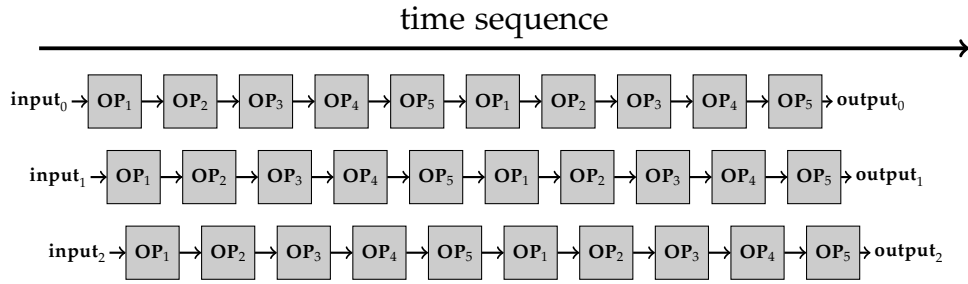 time sequence
input₀ OP₁ OP₂ OP₃ OP₄ OP₅ OP₁ OP₂ OP₃ OP₄ OP₅ output₀
input₁ OP₁ OP₂ OP₃ OP₄ OP₅ OP₁ OP₂ OP₃ OP₄ OP₅ output₁
input₂ OP₁ OP₂ OP₃ OP₄ OP₅ OP₁ OP₂ OP₃ OP₄ OP₅ output₂